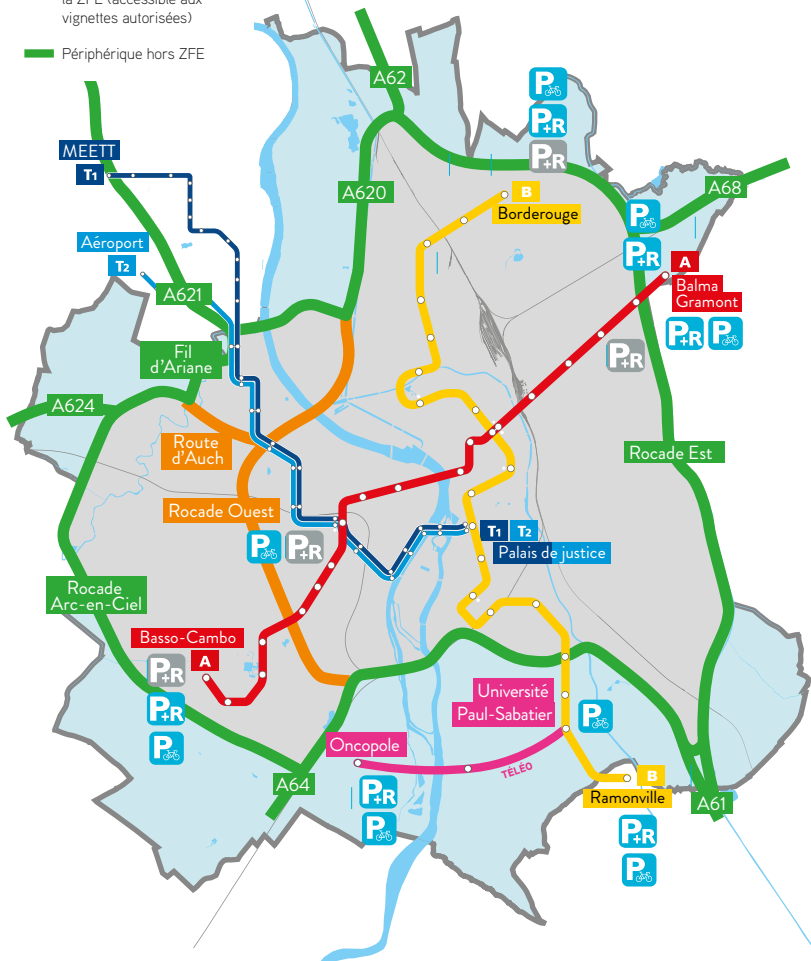 la ZFE (accessible aux
vignettes autorisées)
Périphérique hors ZFE
A62
P
P+R
P+R
MEETT
T1
A620
B
Borderouge
A68
P
P+R
Aéroport
T2
A621
A
Balma
Gramont
P+R
P
P+R
Fil
d'Ariane
A624
Route
d'Auch
Rocade Est
Rocade Ouest
P
P+R
T1
T2
Palais de justice
Rocade
Arc-en-Ciel
Basso-Cambo
A
P+R
P+R
P
Université
Paul-Sabatier
P
Oncopole
TÉLÉO
A64
P+R
P
B
Ramonville
A61
P+R
P